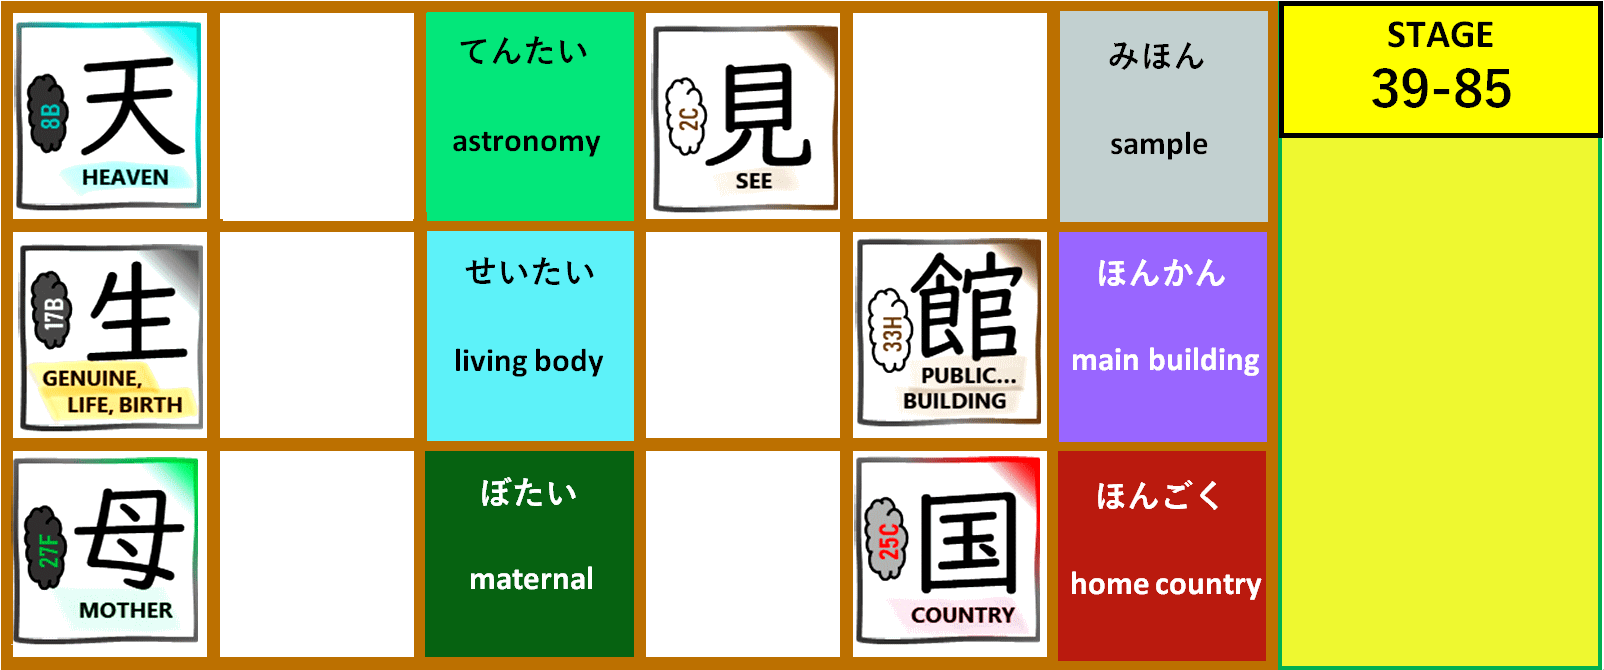 8B
天
HEAVEN
てんたい
astronomy
2C
見
SEE
みほん
sample
STAGE
39-85
17B
生
GENUINE,
LIFE, BIRTH
せいたい
living body
33H
館
PUBLIC...
BUILDING
ほんかん
main building
27F
母
MOTHER
ぼたい
maternal
25C
国
COUNTRY
ほんごく
home country